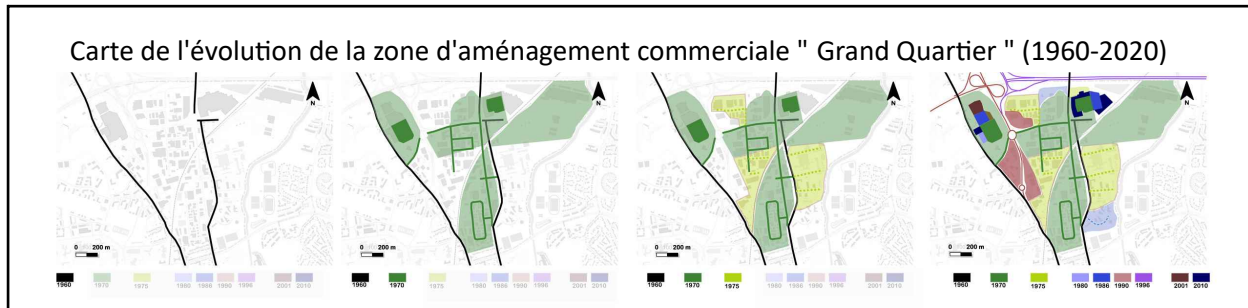 Carte de l'évolution de la zone d'aménagement commerciale " Grand Quartier " (1960-2020)
N N N N
0 200 m 0 200 m 0 200 m 0 200 m
1960 1970 1975 1980 1986 1990 1996 2001 2010 1960 1970 1975 1980 1986 1990 1996 2001 2010 1960 1970 1975 1980 1986 1990 1996 2001 2010 1960 1970 1975 1980 1986 1990 1996 2001 2010